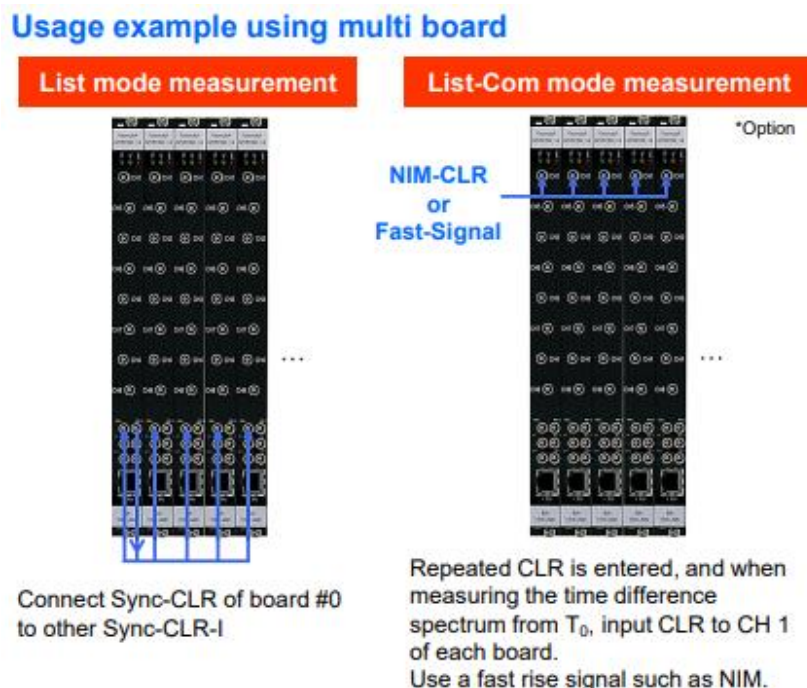 Usage example using multi board
List mode measurement
List-Com mode measurement
*Option
NIM-CLR
or
Fast-Signal
...
...
Connect Sync-CLR of board #0
to other Sync-CLR-I
Repeated CLR is entered, and when
measuring the time difference
spectrum from T₀, input CLR to CH 1
of each board.
Use a fast rise signal such as NIM.